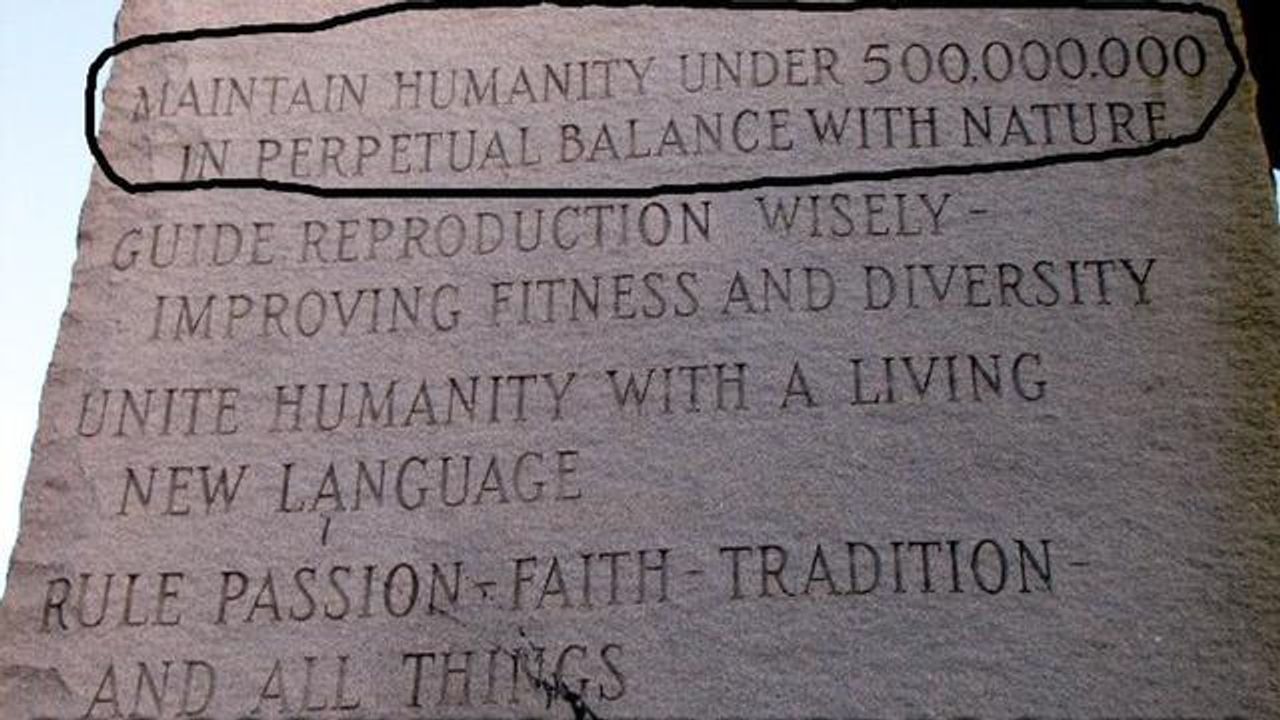 MAINTAIN HUMANITY UNDER 500,000,000
IN PERPETUAL BALANCE WITH NATURE
GUIDE REPRODUCTION WISELY -
IMPROVING FITNESS AND DIVERSITY
UNITE HUMANITY WITH A LIVING
NEW LANGUAGE
RULE PASSION - FAITH - TRADITION -
AND ALL THINGS